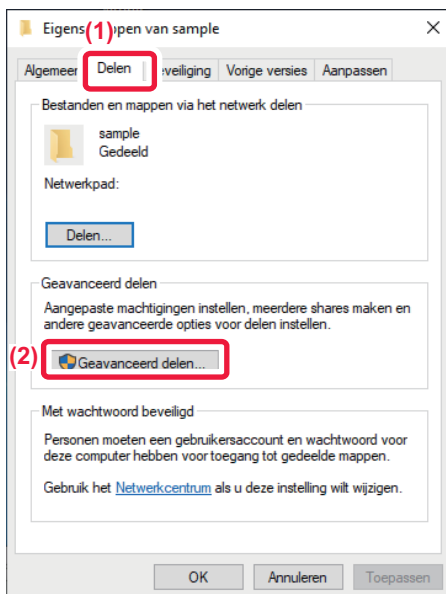 Eigens ppen van sample
(1)
Algemeen Delen eveiliging Vorige versies Aanpassen
Bestanden en mappen via het netwerk delen
sample
Gedeeld
Netwerkpad:
Delen...
Geavanceerd delen
Aangepaste machtigingen instellen, meerdere shares maken en
andere geavanceerde opties voor delen instellen.
(2) Geavanceerd delen...
Met wachtwoord beveiligd
Personen moeten een gebruikersaccount en wachtwoord voor
deze computer hebben voor toegang tot gedeelde mappen.
Gebruik het Netwerkcentrum als u deze instelling wilt wijzigen.
OK Annuleren Toepassen